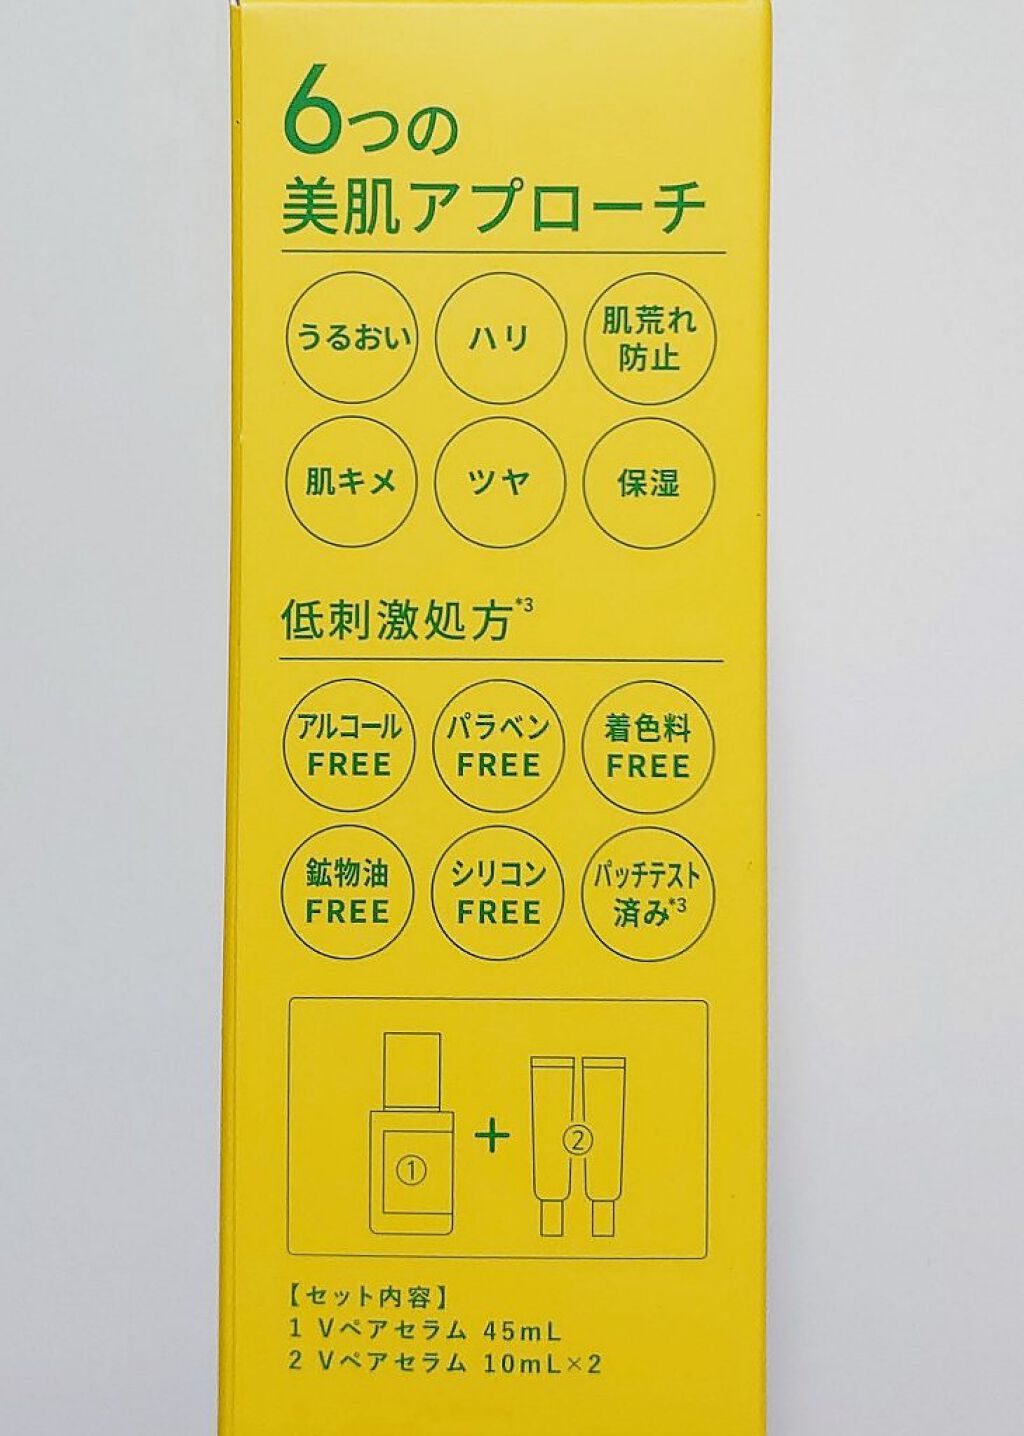 6つの
美肌アプローチ
うるおい
ハリ
肌荒れ
防止
肌キメ
ツヤ
保湿
低刺激処方*3
アルコール
FREE
パラベン
FREE
着色料
FREE
鉱物油
FREE
シリコン
FREE
パッチテスト
済み*3
①
+
②
【セット内容】
1 Vペアセラム 45mL
2 Vペアセラム 10mL×2